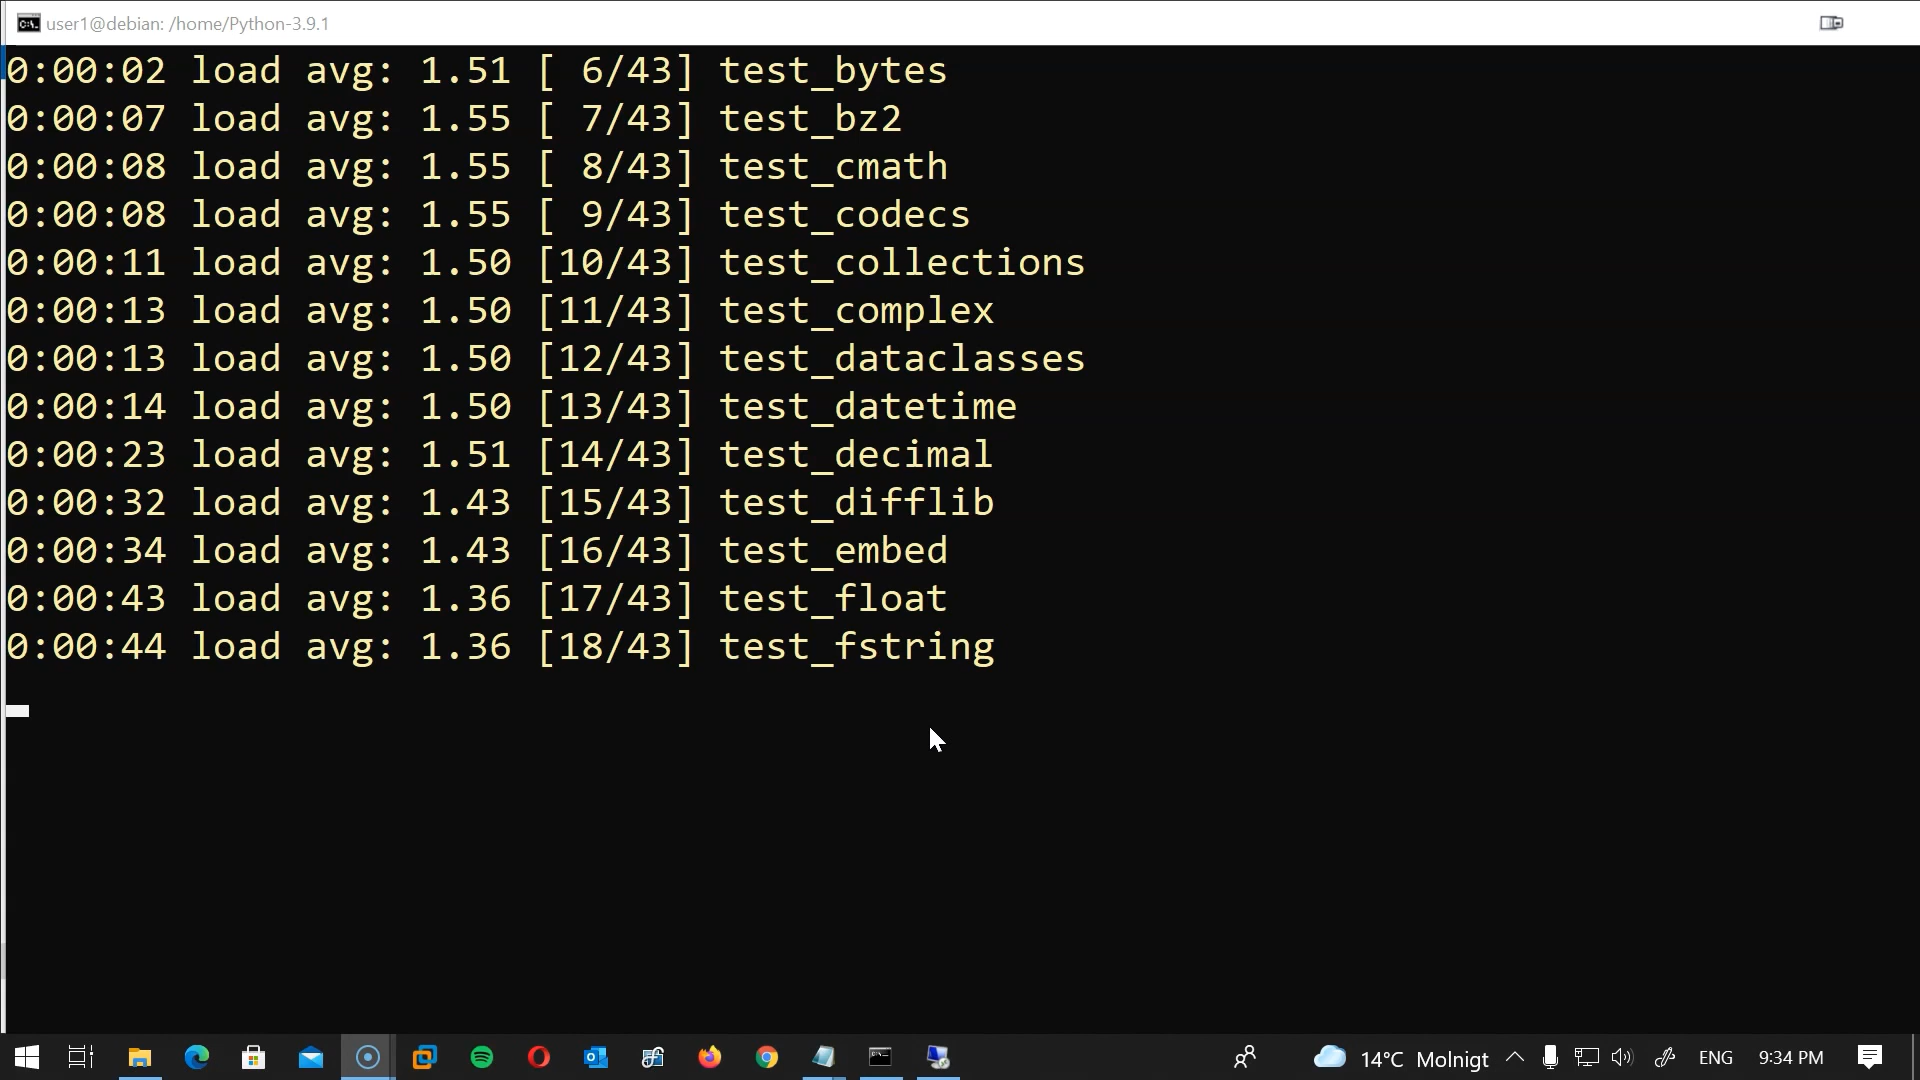 user1@debian: /home/Python-3.9.1
0:00:02 load avg: 1.51 [ 6/43] test_bytes
0:00:07 load avg: 1.55 [ 7/43] test_bz2
0:00:08 load avg: 1.55 [ 8/43] test_cmath
0:00:08 load avg: 1.55 [ 9/43] test_codecs
0:00:11 load avg: 1.50 [10/43] test_collections
0:00:13 load avg: 1.50 [11/43] test_complex
0:00:13 load avg: 1.50 [12/43] test_dataclasses
0:00:14 load avg: 1.50 [13/43] test_datetime
0:00:23 load avg: 1.51 [14/43] test_decimal
0:00:32 load avg: 1.43 [15/43] test_difflib
0:00:34 load avg: 1.43 [16/43] test_embed
0:00:43 load avg: 1.36 [17/43] test_float
0:00:44 load avg: 1.36 [18/43] test_fstring
14°C Molnigt ENG 9:34 PM